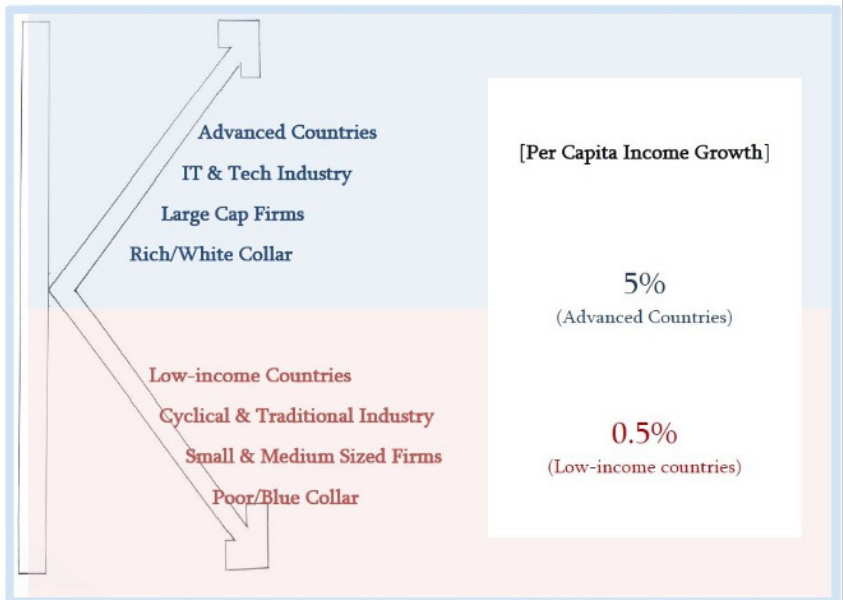 Advanced Countries
IT & Tech Industry
Large Cap Firms
Rich/White Collar
Low-income Countries
Cyclical & Traditional Industry
Small & Medium Sized Firms
Poor/Blue Collar
[Per Capita Income Growth]
5%
(Advanced Countries)
0.5%
(Low-income countries)